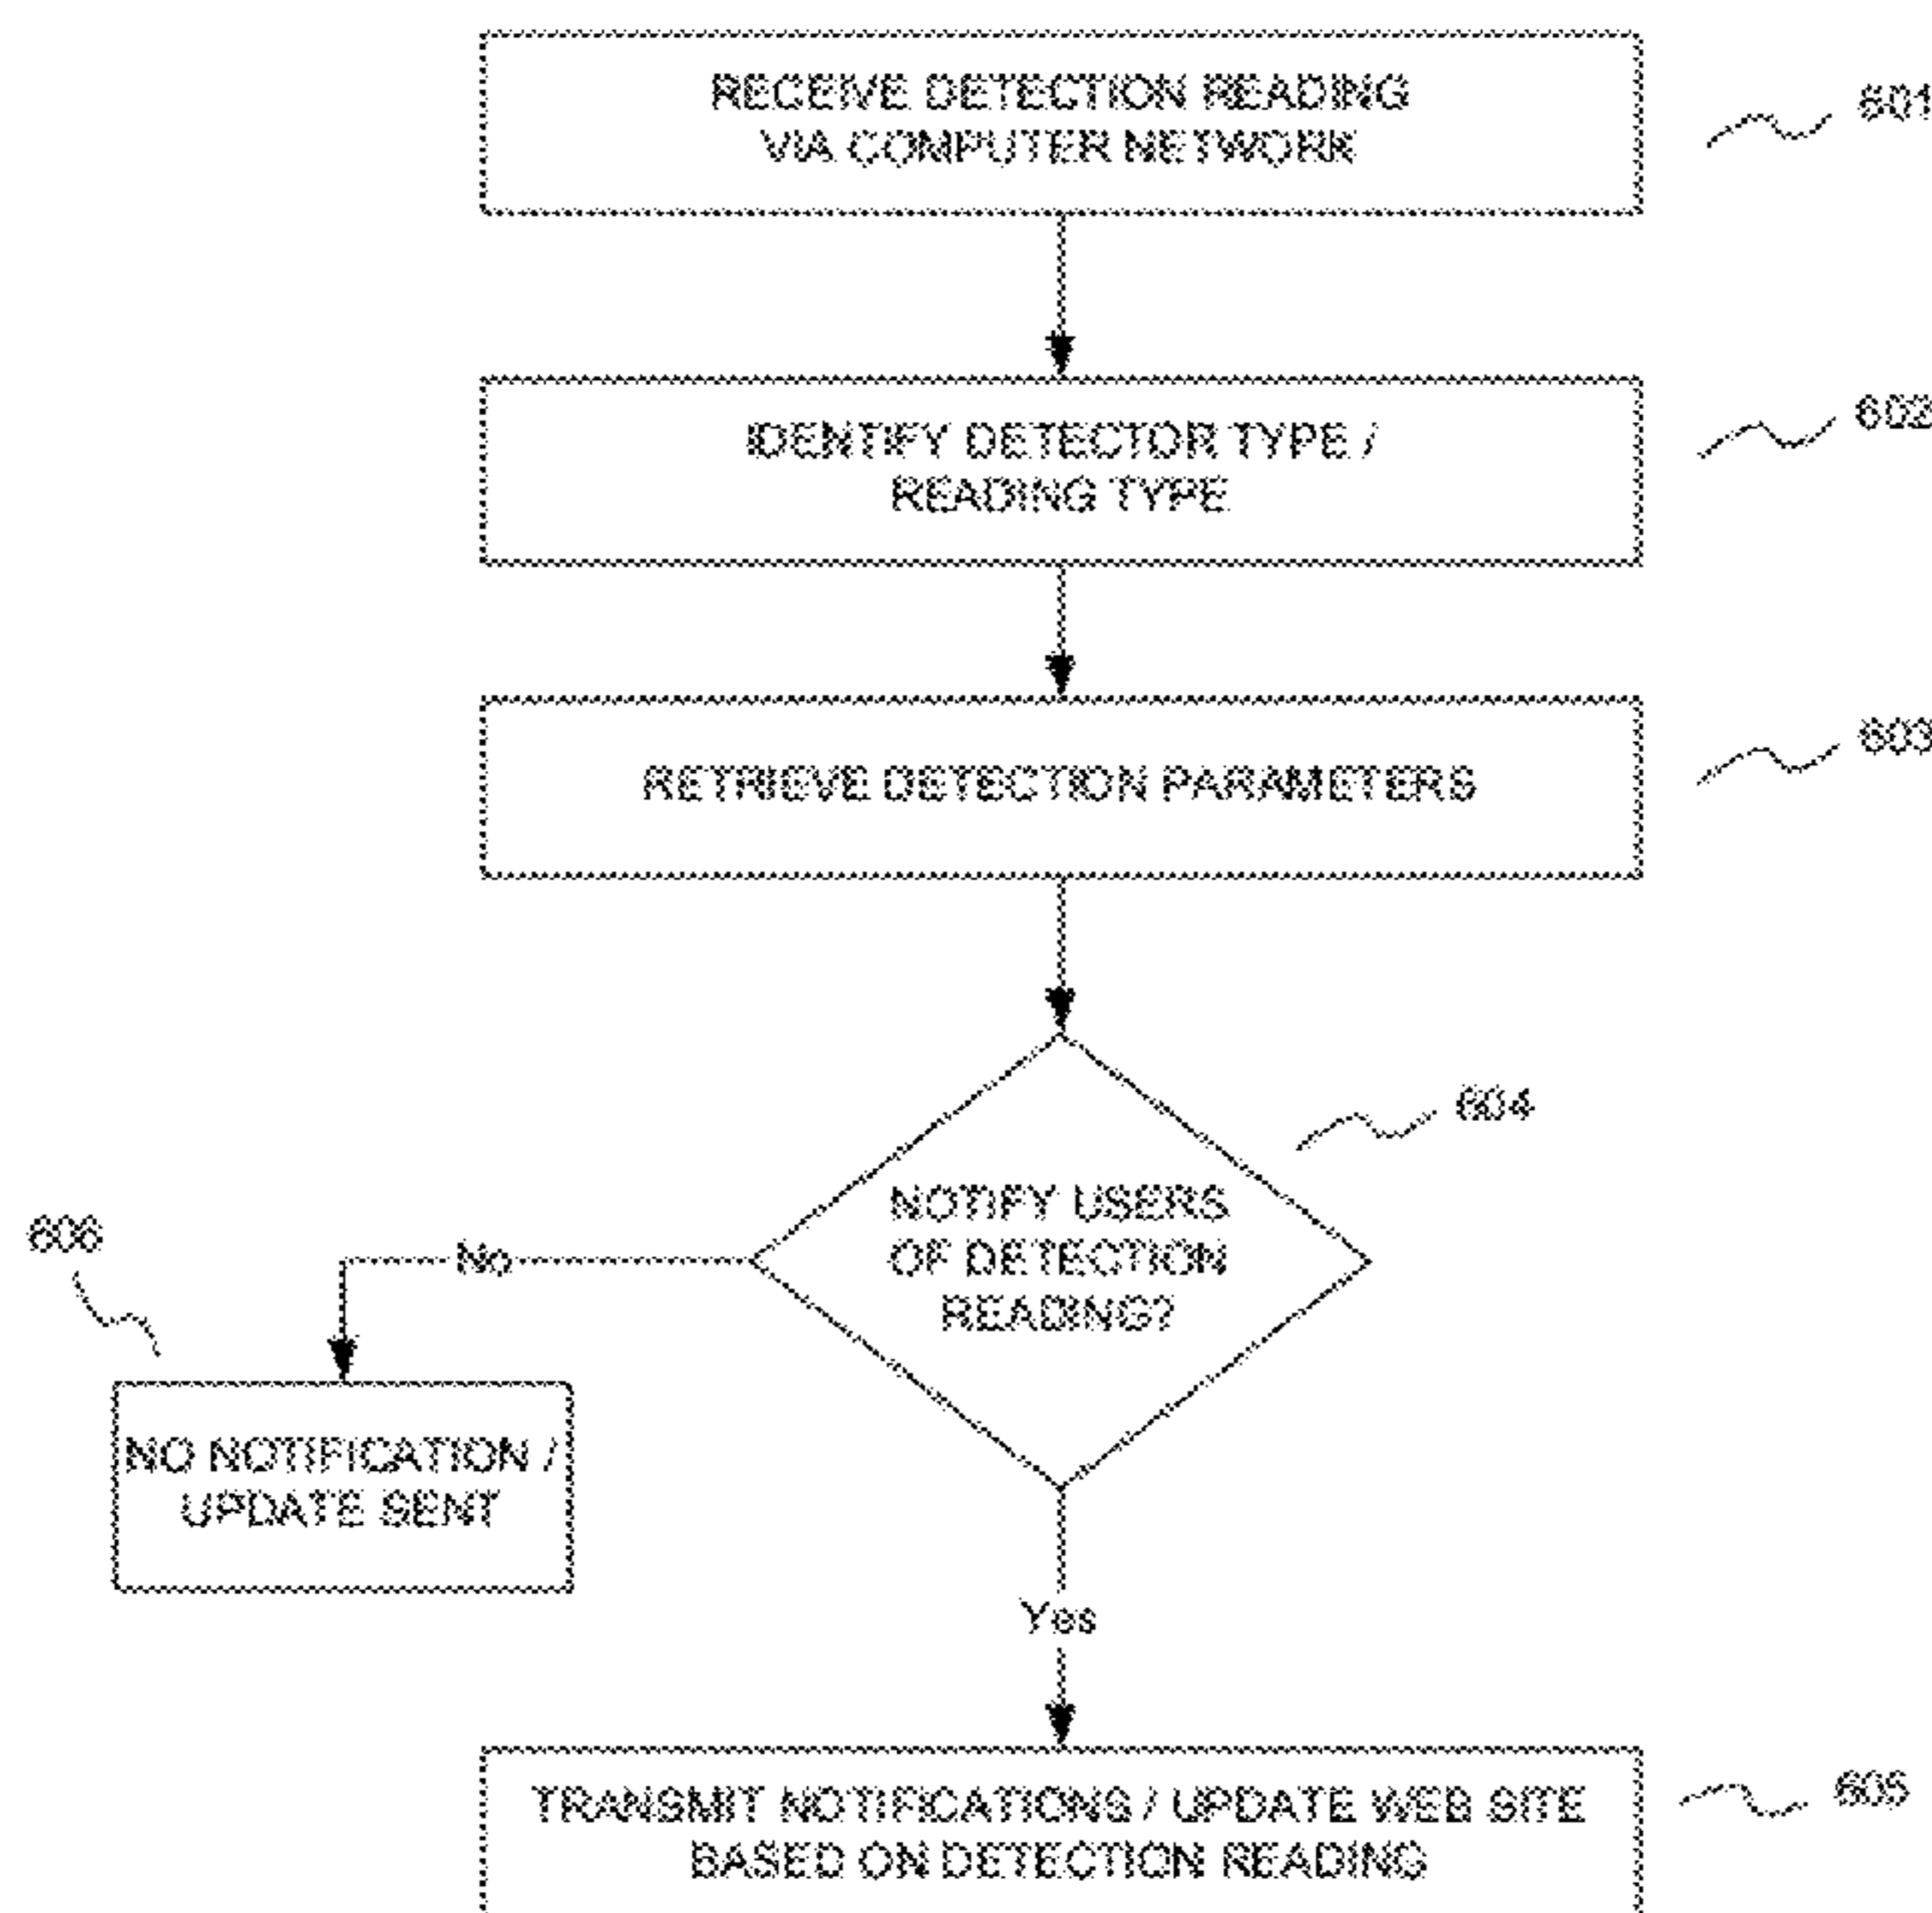 RECEIVE DETECTION READING
VIA COMPUTER NETWORK
601
IDENTIFY DETECTOR TYPE /
READING TYPE
602
RETRIEVE DETECTION PARAMETERS
603
604
NOTIFY USERS
OF DETECTION
READING?
606
No
NO NOTIFICATION /
UPDATE SENT
Yes
TRANSMIT NOTIFICATIONS / UPDATE WEB SITE
BASED ON DETECTION READING
605